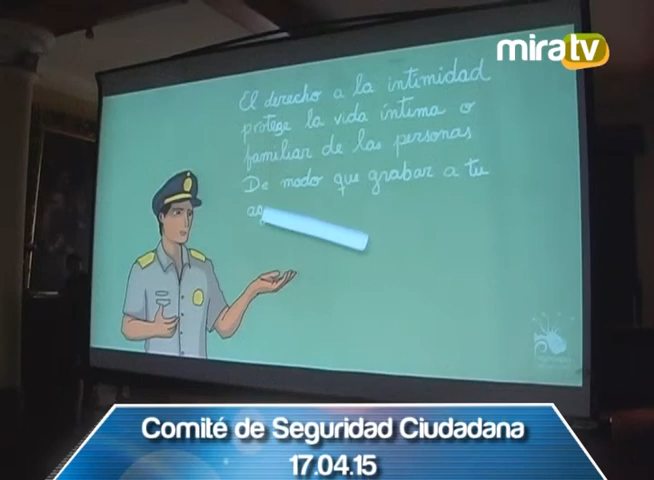 miratv
El derecho a la intimidad
protege la vida íntima o
familiar de las personas
De modo que grabar a tu
Comité de Seguridad Ciudadana
17.04.15